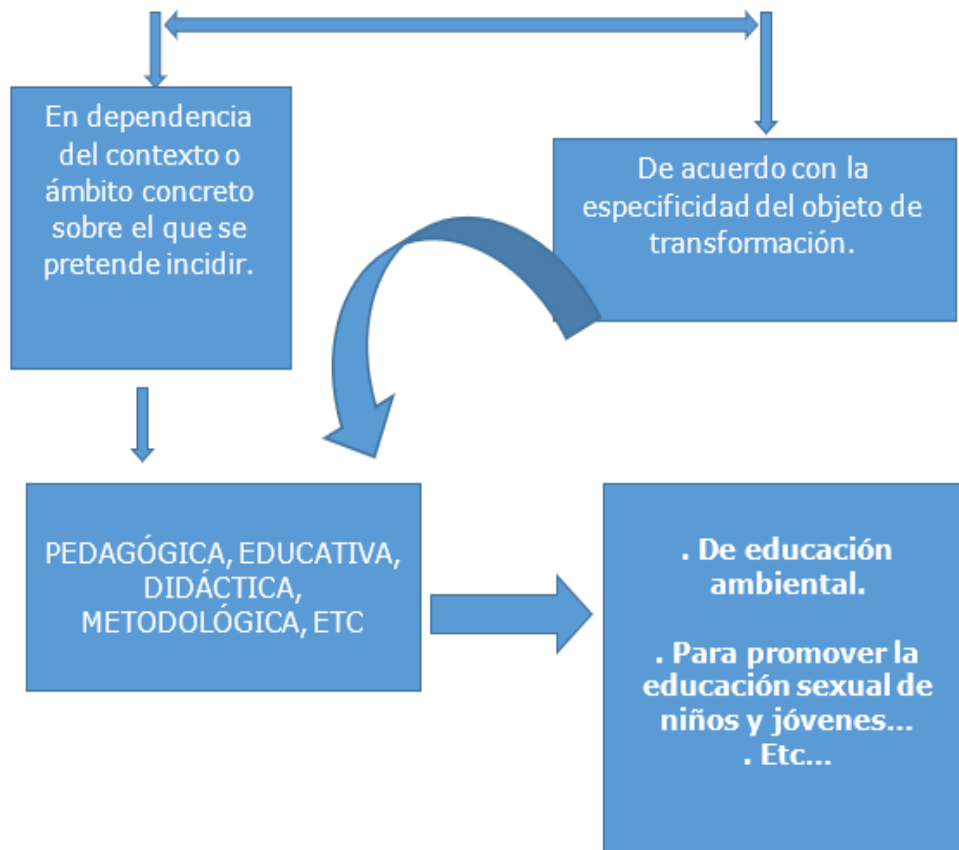 En dependencia
del contexto o
ámbito concreto
sobre el que se
pretende incidir.
De acuerdo con la
especificidad del objeto de
transformación.
PEDAGÓGICA, EDUCATIVA,
DIDÁCTICA,
METODOLÓGICA, ETC
. De educación
ambiental.
. Para promover la
educación sexual de
niños y jóvenes...
. Etc...